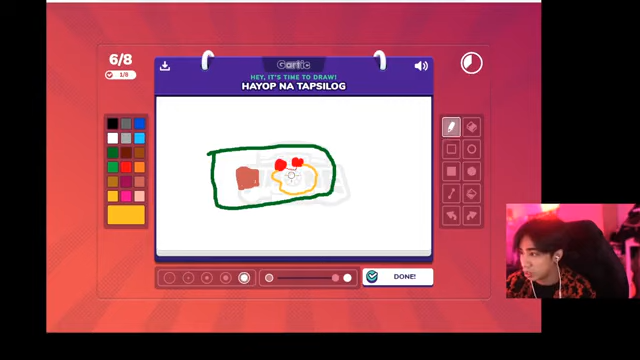 6/8
1/8
Gartic
HEY, IT'S TIME TO DRAW!
HAYOP NA TAPSILOG
DONE!